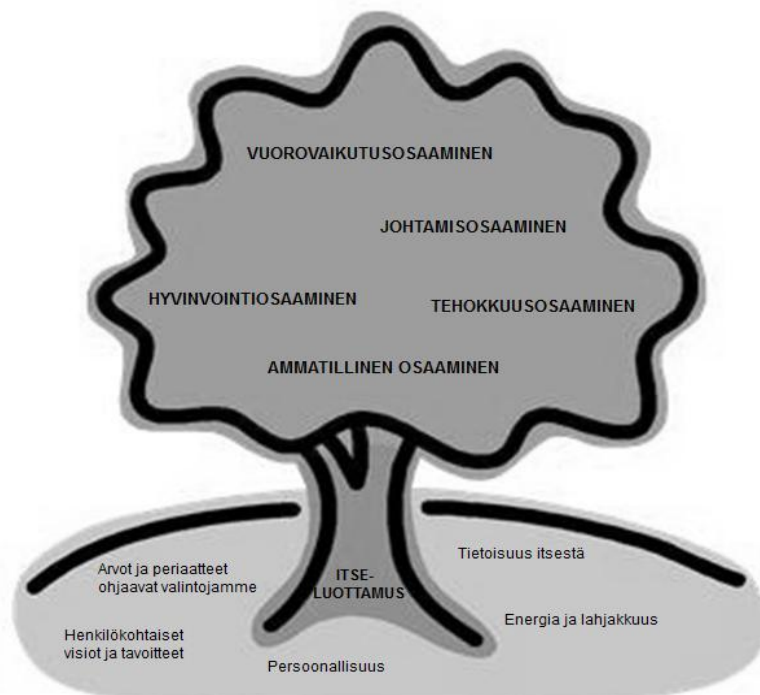 VUOROVAIKUTUSOSAAMINEN
JOHTAMISOSAAMINEN
HYVINVOINTIOSAAMINEN
TEHOKKUUSOSAAMINEN
AMMATILLINEN OSAAMINEN
ITSE-
LUOTTAMUS
Arvot ja periaatteet
ohjaavat valintojamme
Tietoisuus itsestä
Henkilökohtaiset
visiot ja tavoitteet
Energia ja lahjakkuus
Persoonallisuus